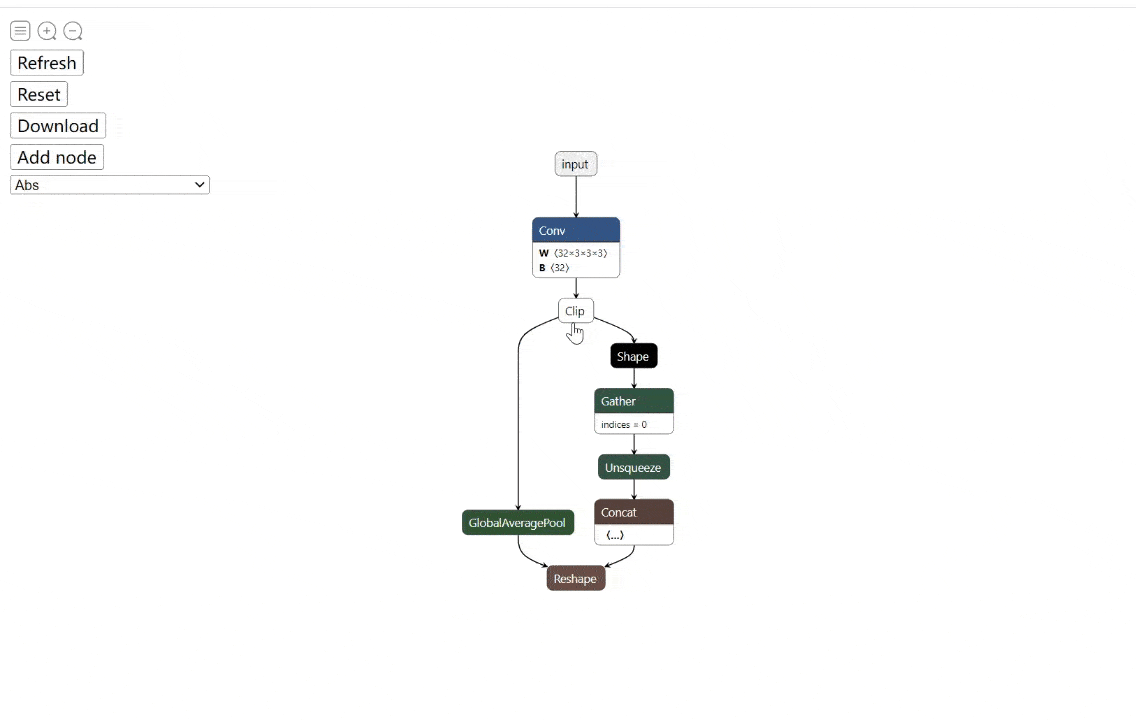 Refresh
Reset
Download
Add node
Abs
input
Conv
W ⟨32×3×3×3⟩
B ⟨32⟩
Clip
Shape
Gather
indices = 0
Unsqueeze
Concat
⟨...⟩
GlobalAveragePool
Reshape